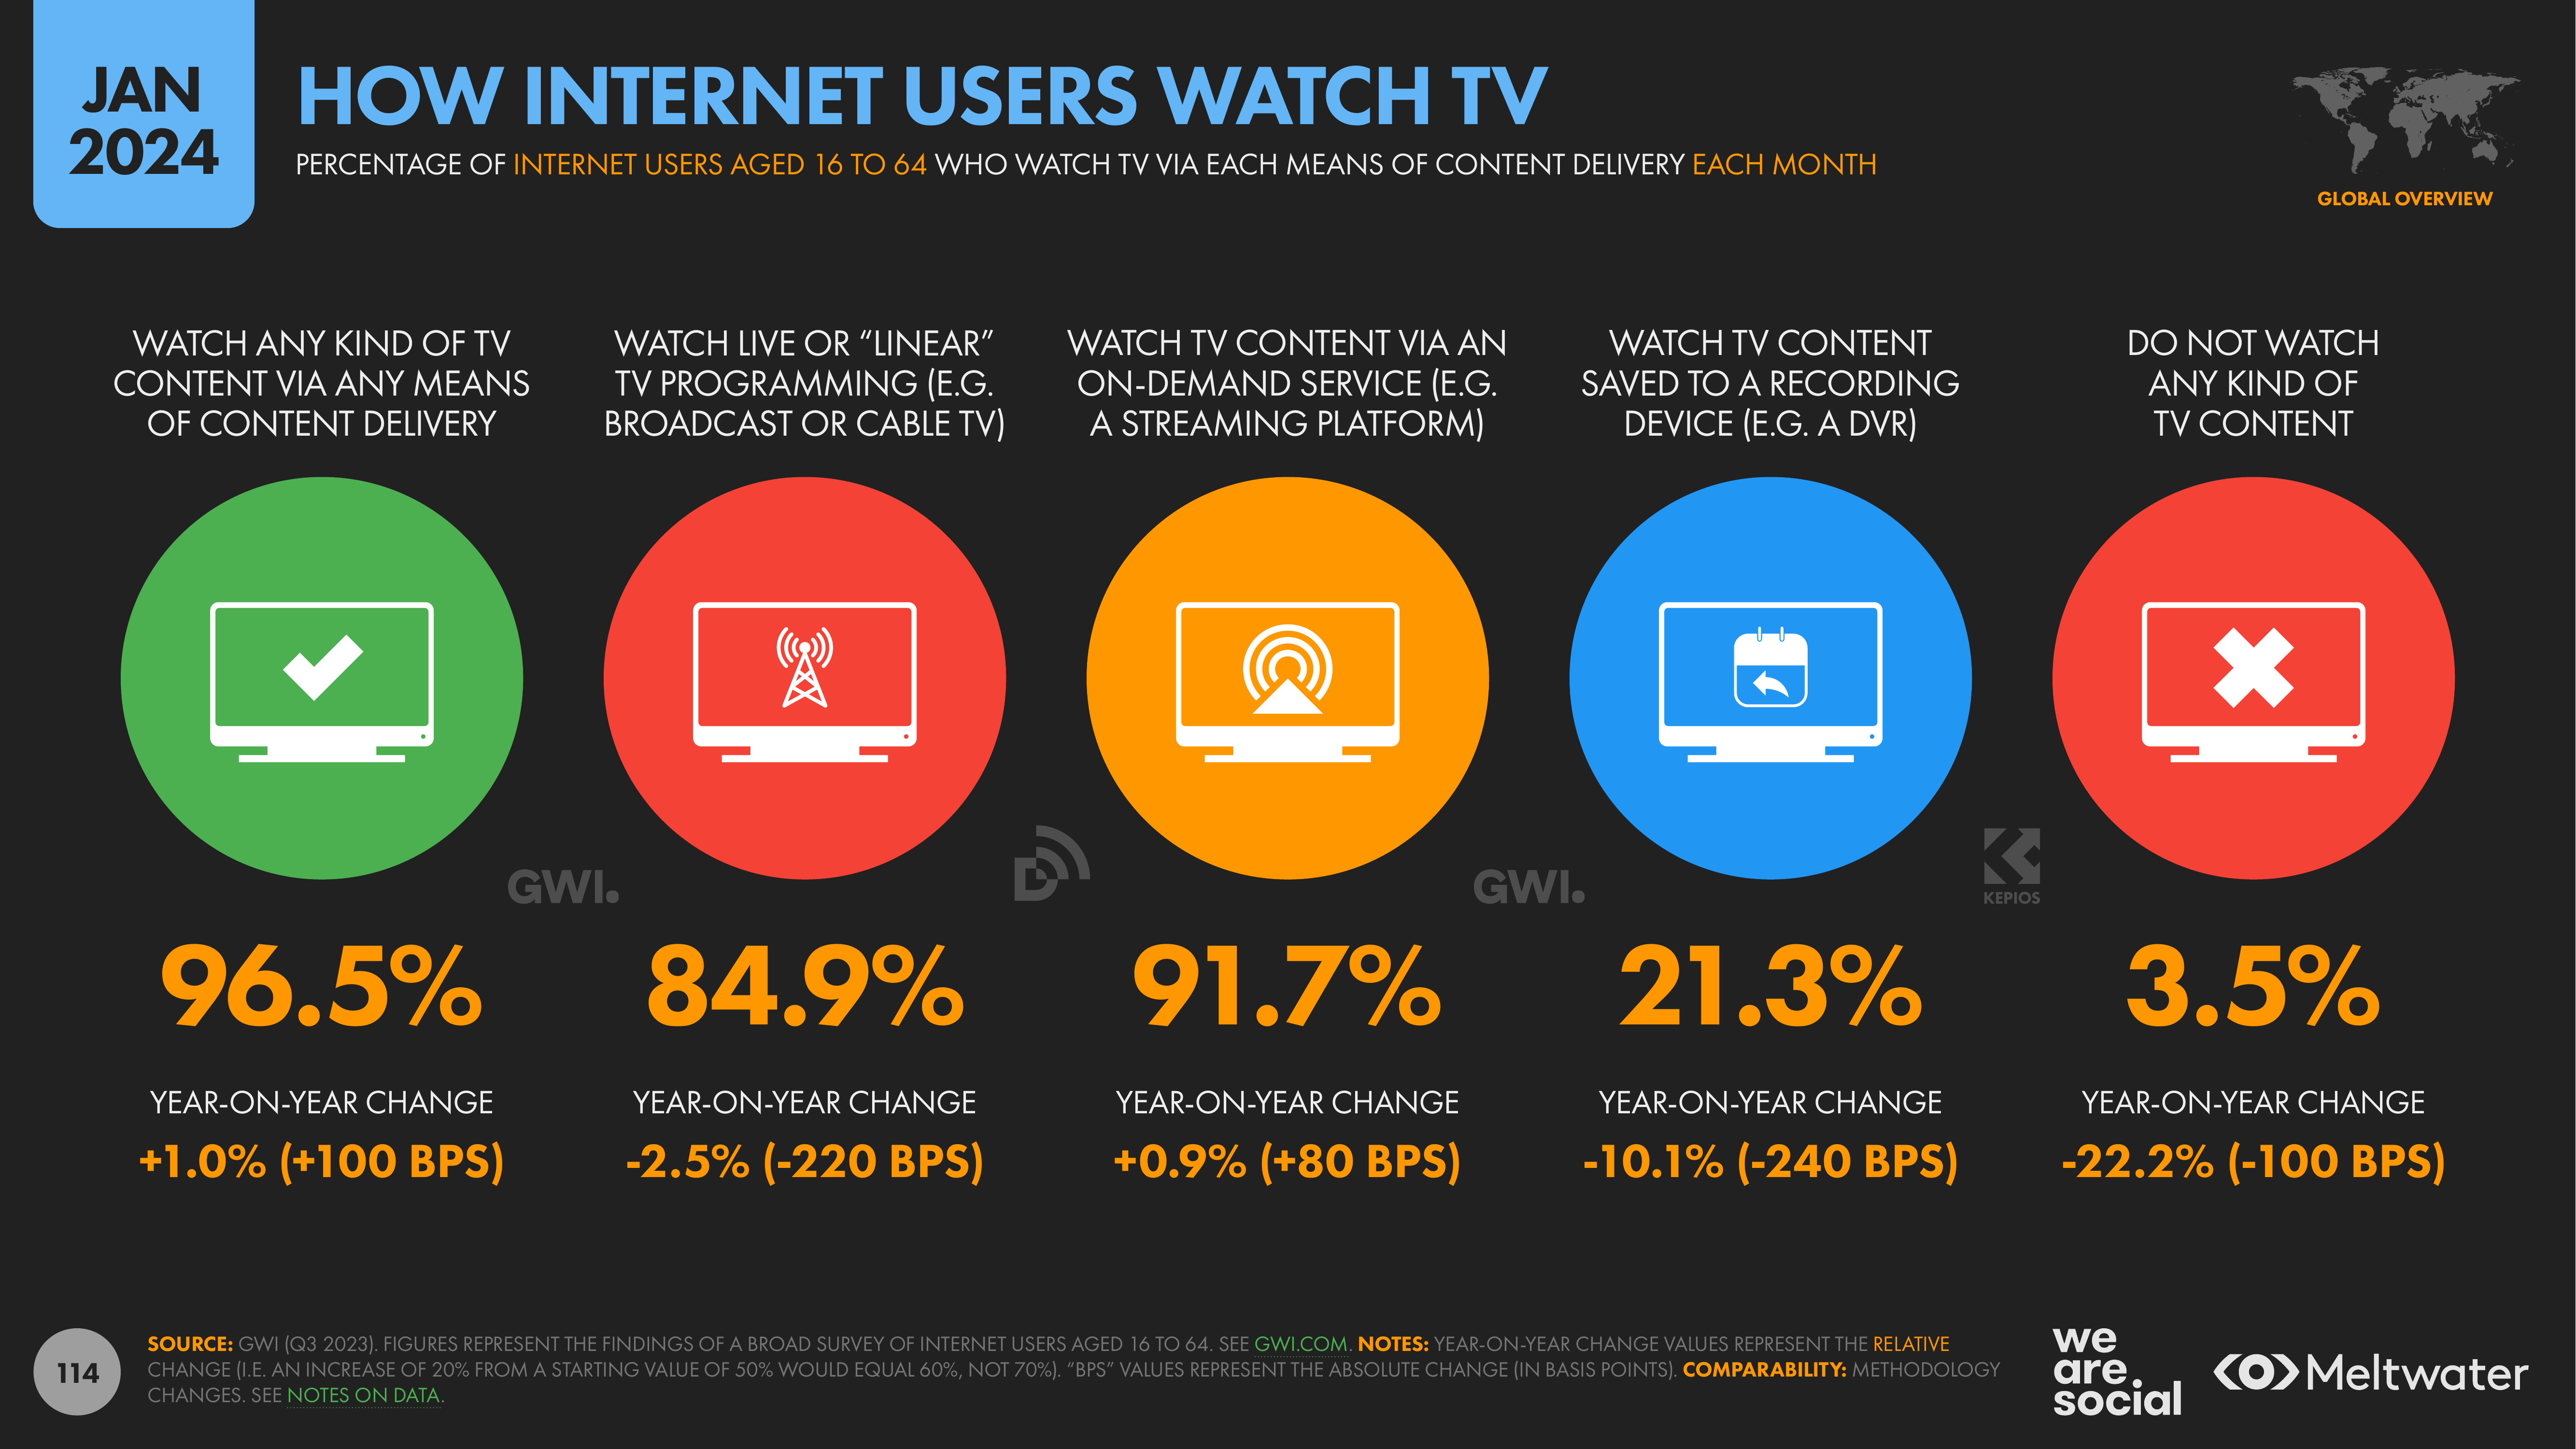 JAN
2024
HOW INTERNET USERS WATCH TV
PERCENTAGE OF INTERNET USERS AGED 16 TO 64 WHO WATCH TV VIA EACH MEANS OF CONTENT DELIVERY EACH MONTH
GLOBAL OVERVIEW
WATCH ANY KIND OF TV
CONTENT VIA ANY MEANS
OF CONTENT DELIVERY
WATCH LIVE OR “LINEAR”
TV PROGRAMMING (E.G.
BROADCAST OR CABLE TV)
WATCH TV CONTENT VIA AN
ON-DEMAND SERVICE (E.G.
A STREAMING PLATFORM)
WATCH TV CONTENT
SAVED TO A RECORDING
DEVICE (E.G. A DVR)
DO NOT WATCH
ANY KIND OF
TV CONTENT
GWI.
D
GWI.
KEPIOS
96.5%
84.9%
91.7%
21.3%
3.5%
YEAR-ON-YEAR CHANGE
YEAR-ON-YEAR CHANGE
YEAR-ON-YEAR CHANGE
YEAR-ON-YEAR CHANGE
YEAR-ON-YEAR CHANGE
+1.0% (+100 BPS)
-2.5% (-220 BPS)
+0.9% (+80 BPS)
-10.1% (-240 BPS)
-22.2% (-100 BPS)
114
SOURCE: GWI (Q3 2023). FIGURES REPRESENT THE FINDINGS OF A BROAD SURVEY OF INTERNET USERS AGED 16 TO 64. SEE GWI.COM. NOTES: YEAR-ON-YEAR CHANGE VALUES REPRESENT THE RELATIVE
CHANGE (I.E. AN INCREASE OF 20% FROM A STARTING VALUE OF 50% WOULD EQUAL 60%, NOT 70%). “BPS” VALUES REPRESENT THE ABSOLUTE CHANGE (IN BASIS POINTS). COMPARABILITY: METHODOLOGY
CHANGES. SEE NOTES ON DATA.
we
are
social
Meltwater